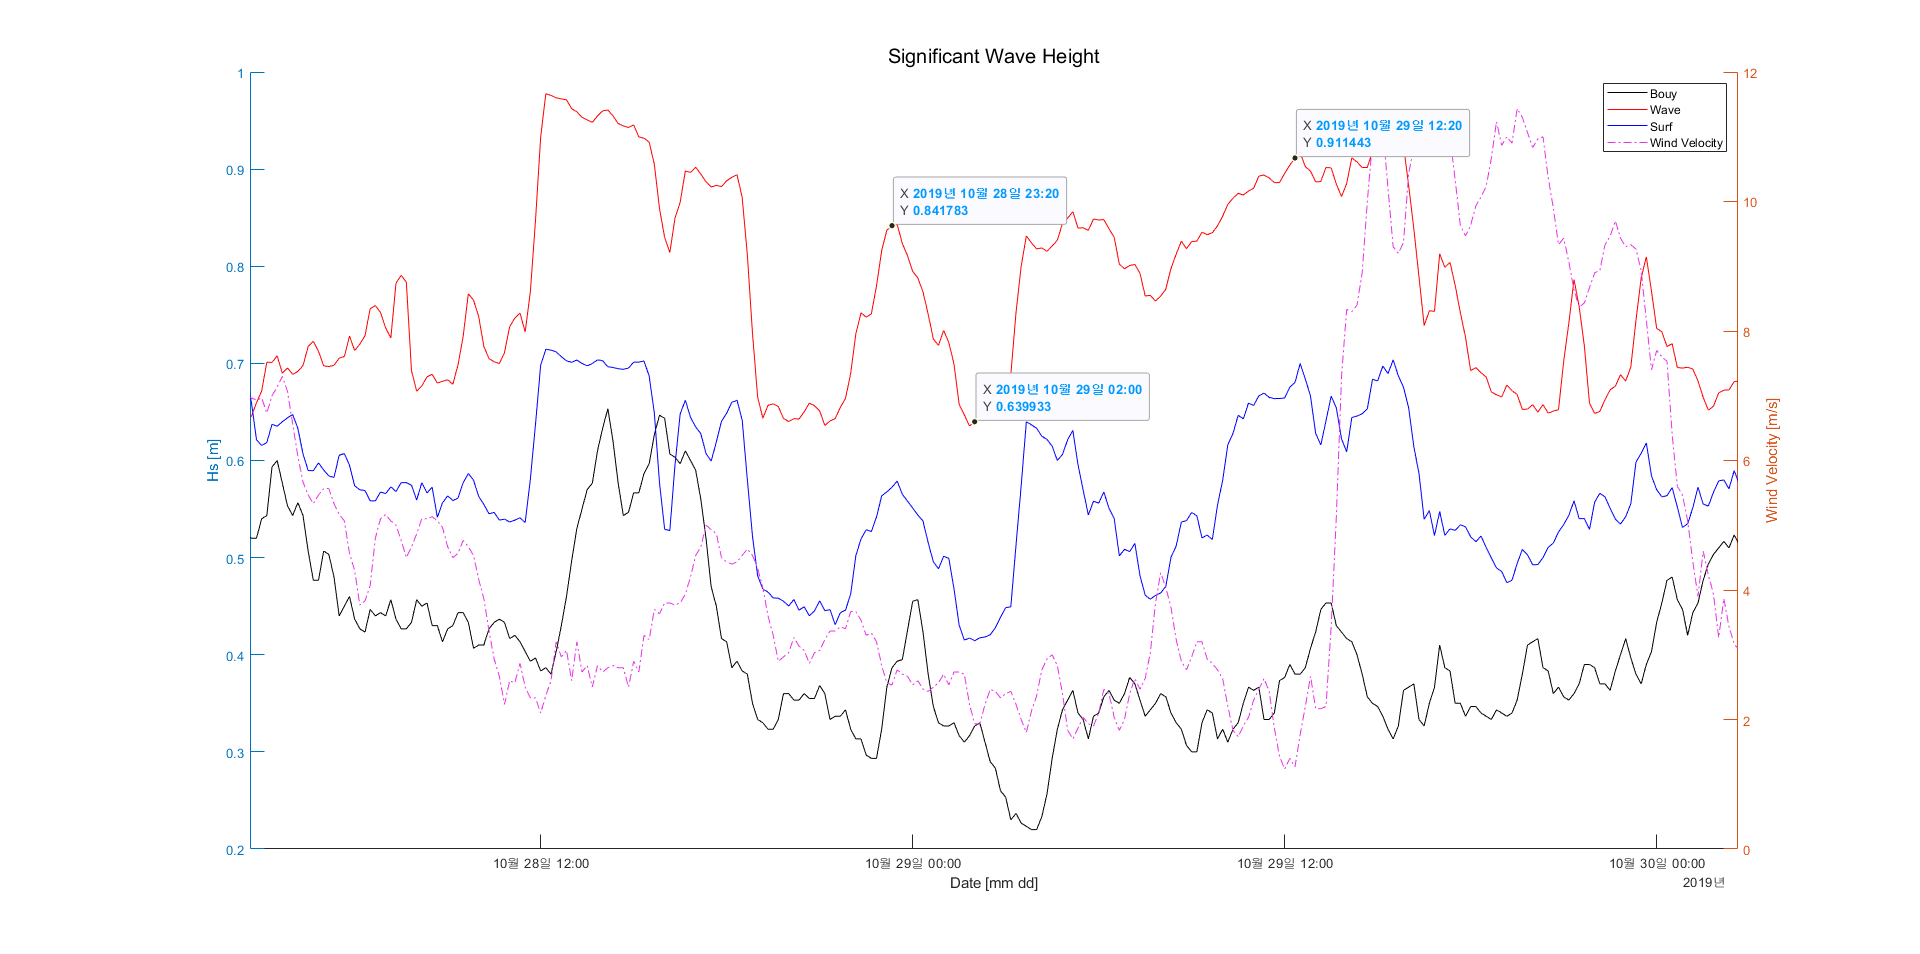 Significant Wave Height
1
0.9
0.8
0.7
0.6
0.5
0.4
0.3
0.2
Hs [m]
12
10
8
6
4
2
0
Wind Velocity [m/s]
Bouy
Wave
Surf
Wind Velocity
X 2019년 10월 29일 12:20
Y 0.911443
X 2019년 10월 28일 23:20
Y 0.841783
X 2019년 10월 29일 02:00
Y 0.639933
10월 28일 12:00
10월 29일 00:00
10월 29일 12:00
10월 30일 00:00
Date [mm dd]
2019년